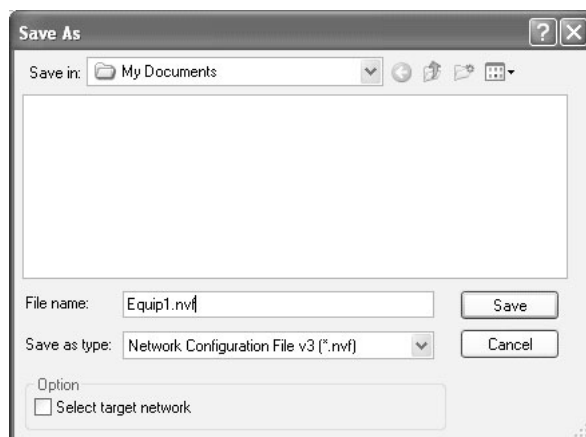 Save As
Save in: My Documents
File name: Equip1.nvf
Save
Save as type: Network Configuration File v3 (*.nvf)
Cancel
Option
Select target network